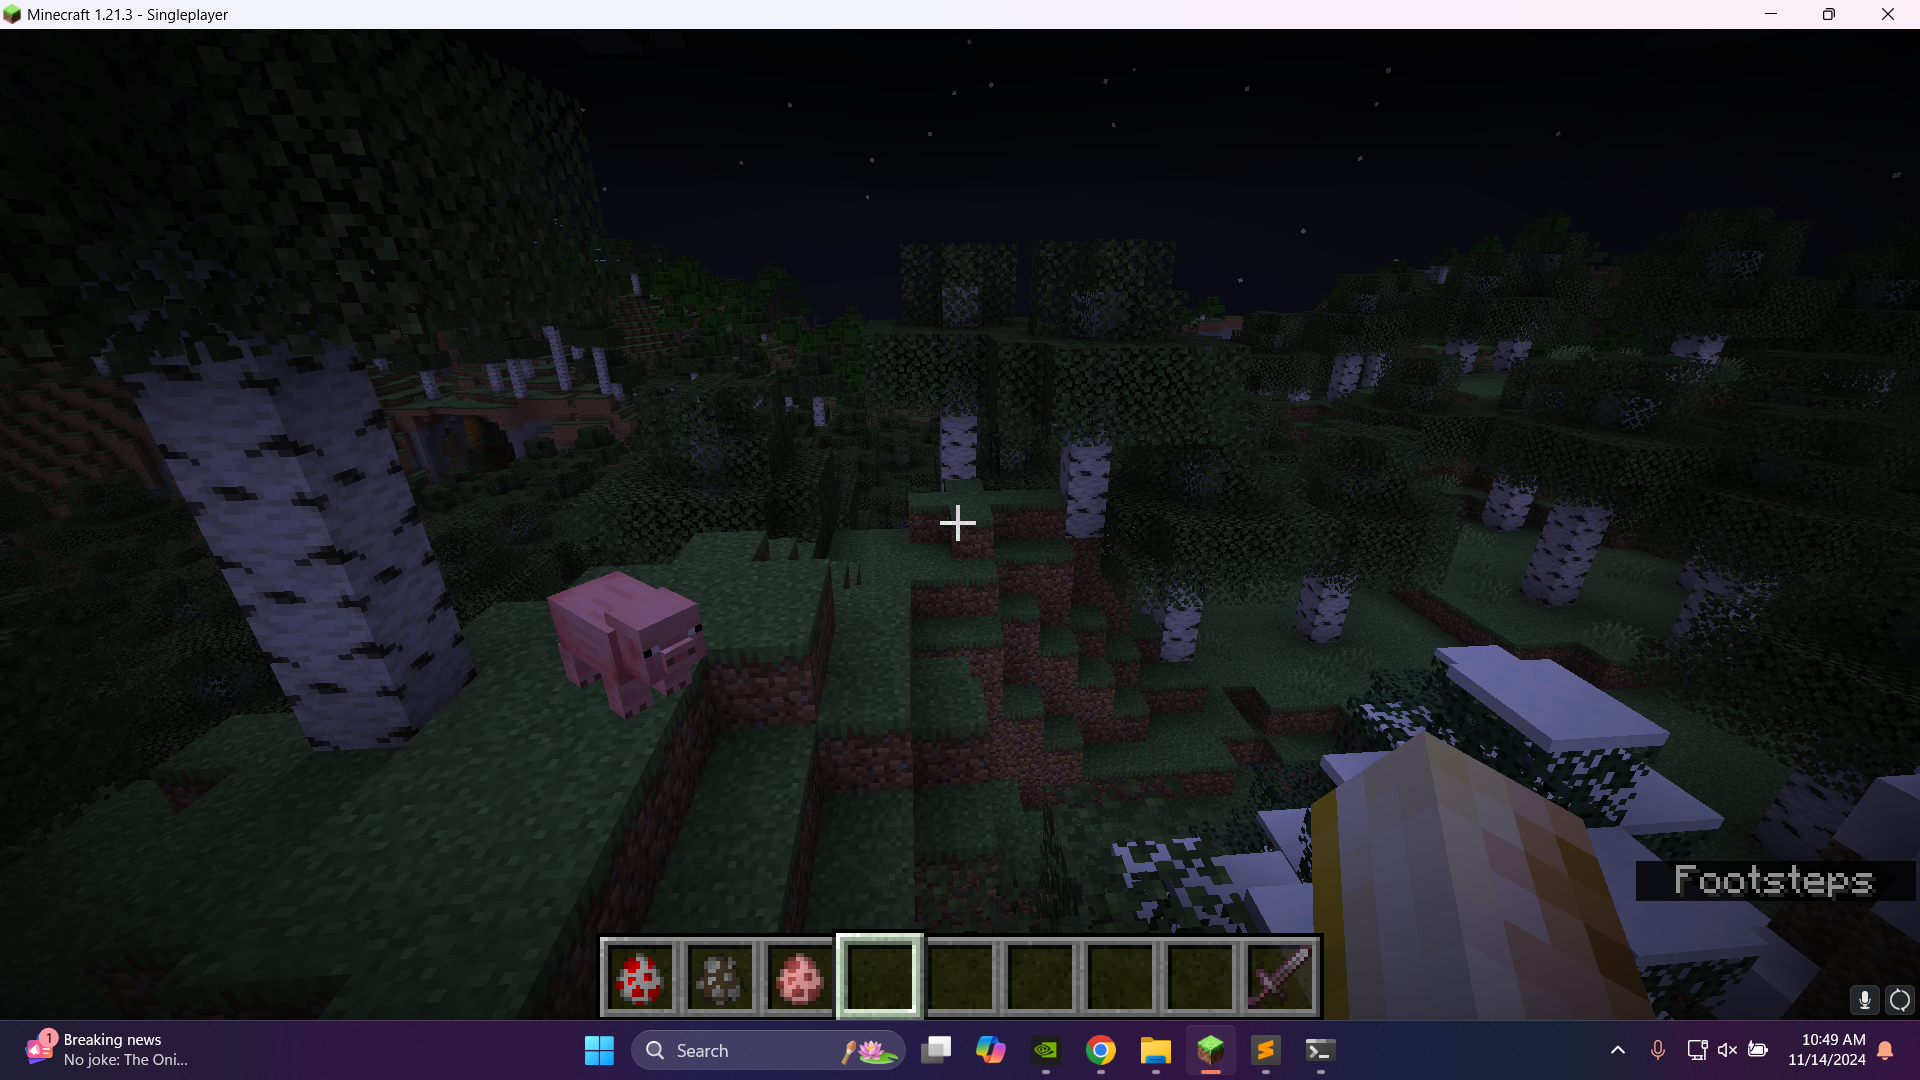 Minecraft 1.21.3 - Singleplayer
Footsteps
1
Breaking news
No joke: The Oni...
Search
10:49 AM
11/14/2024